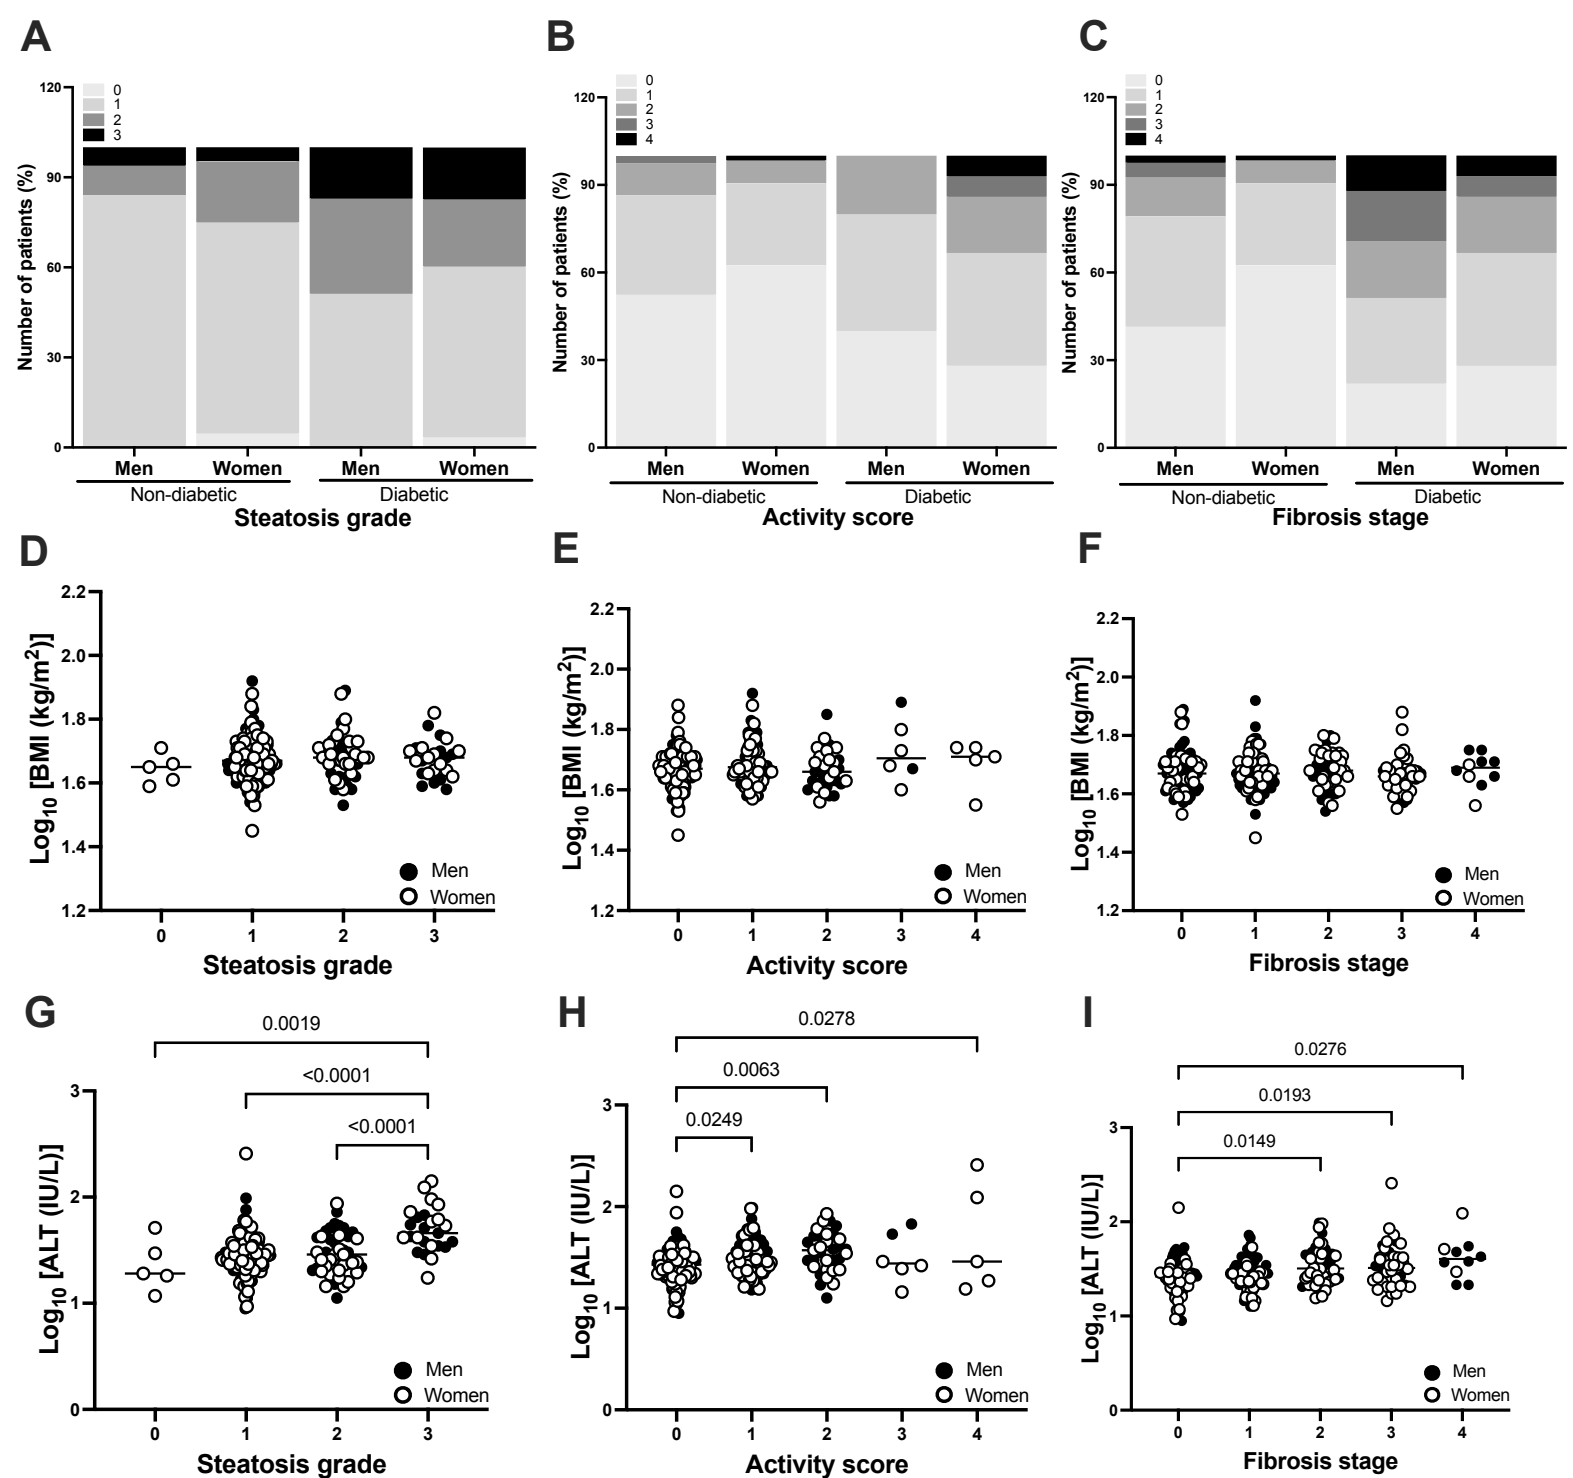 A
B
C
120
90
60
30
0
Number of patients (%)
0
1
2
3
Men
Women
Men
Women
Non-diabetic
Diabetic
Steatosis grade
120
90
60
30
0
Number of patients (%)
0
1
2
3
4
Men
Women
Men
Women
Non-diabetic
Diabetic
Activity score
120
90
60
30
0
Number of patients (%)
0
1
2
3
4
Men
Women
Men
Women
Non-diabetic
Diabetic
Fibrosis stage
D
2.2
2.0
1.8
1.6
1.4
1.2
Log10 [BMI (kg/m2)]
Men
Women
0
1
2
3
Steatosis grade
E
2.2
2.0
1.8
1.6
1.4
1.2
Log10 [BMI (kg/m2)]
Men
Women
0
1
2
3
4
Activity score
F
2.2
2.0
1.8
1.6
1.4
1.2
Log10 [BMI (kg/m2)]
Men
Women
0
1
2
3
4
Fibrosis stage
G
0.0019
<0.0001
<0.0001
3
2
1
0
Log10 [ALT (IU/L)]
Men
Women
0
1
2
3
Steatosis grade
H
0.0278
0.0063
0.0249
3
2
1
0
Log10 [ALT (IU/L)]
Men
Women
0
1
2
3
4
Activity score
I
0.0276
0.0193
0.0149
3
2
1
0
Log10 [ALT (IU/L)]
Men
Women
0
1
2
3
4
Fibrosis stage